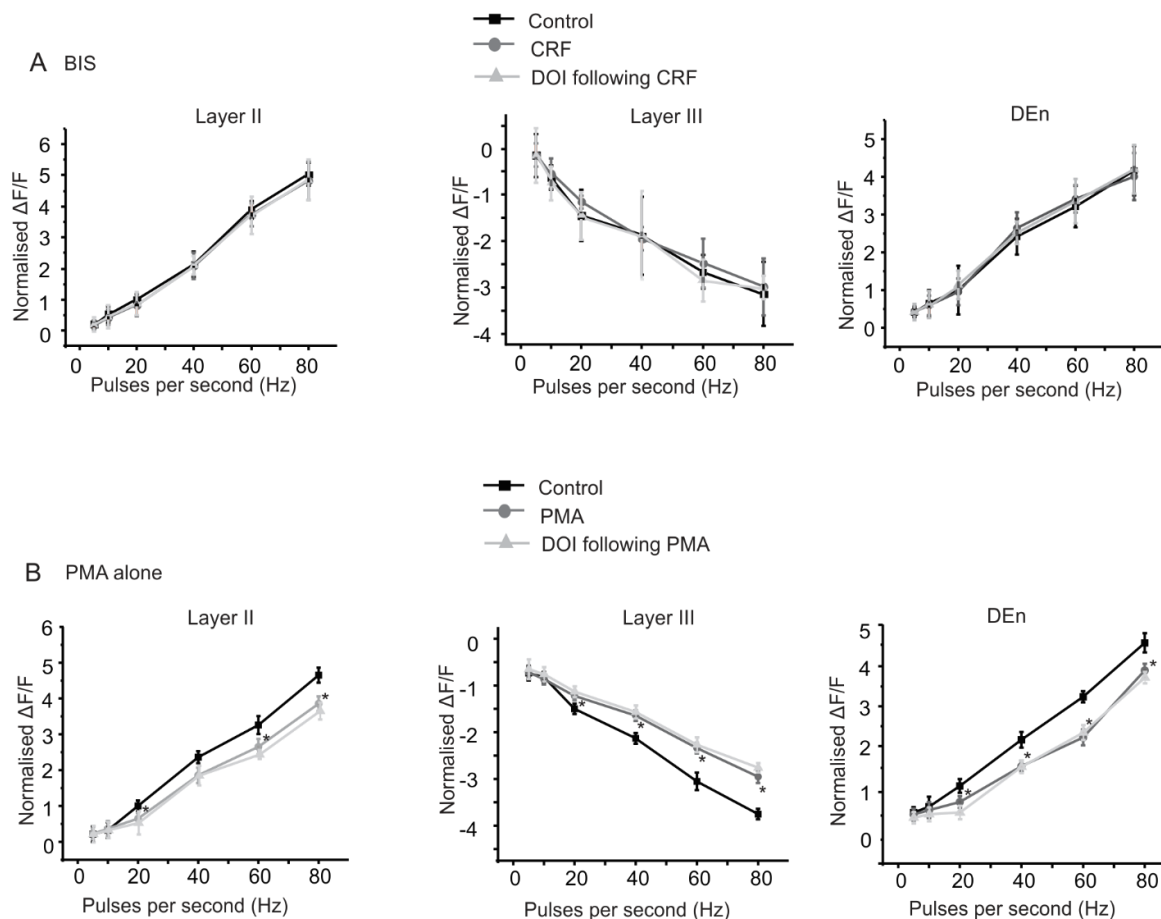 Control
CRF
DOI following CRF
A BIS
Layer II
Normalised ΔF/F
6
5
4
3
2
1
0
0 20 40 60 80
Pulses per second (Hz)
Layer III
Normalised ΔF/F
0
-1
-2
-3
-4
0 20 40 60 80
Pulses per second (Hz)
DEn
Normalised ΔF/F
5
4
3
2
1
0
0 20 40 60 80
Pulses per second (Hz)
Control
PMA
DOI following PMA
B PMA alone
Layer II
Normalised ΔF/F
6
5
4
3
2
1
0
* * *
0 20 40 60 80
Pulses per second (Hz)
Layer III
Normalised ΔF/F
-0
-1
-2
-3
-4
* * * *
0 20 40 60 80
Pulses per second (Hz)
DEn
Normalised ΔF/F
5
4
3
2
1
0
* * * *
0 20 40 60 80
Pulses per second (Hz)